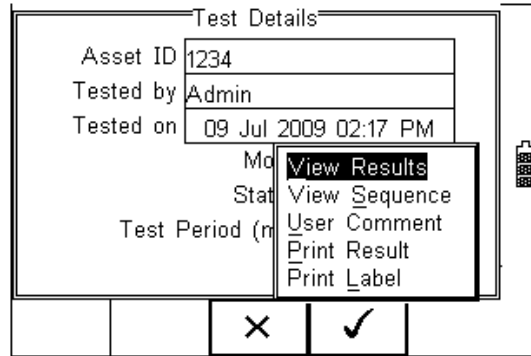 Test Details
Asset ID 1234
Tested by Admin
Tested on 09 Jul 2009 02:17 PM
Mo
Stat
Test Period (m
View Results
View Sequence
User Comment
Print Result
Print Label